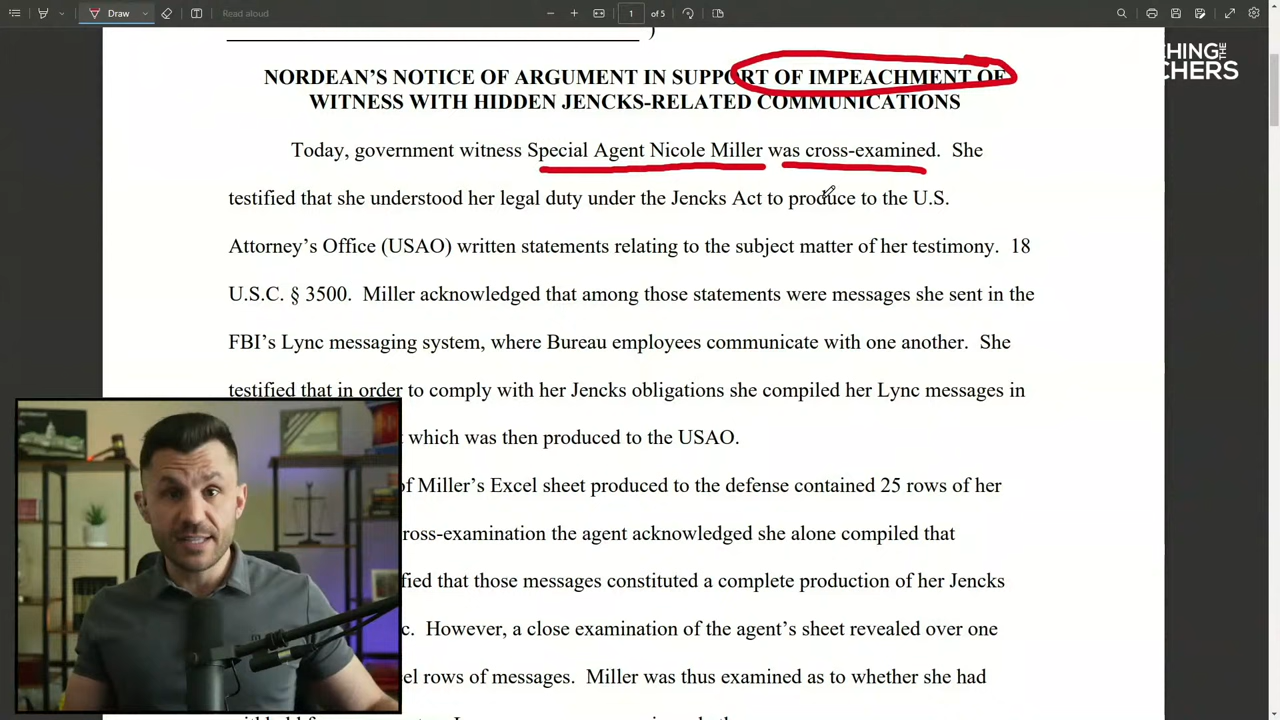 Draw
Read aloud
1 of 5
HING THE
CHERS
)
NORDEAN'S NOTICE OF ARGUMENT IN SUPPORT OF IMPEACHMENT OF
WITNESS WITH HIDDEN JENCKS-RELATED COMMUNICATIONS
Today, government witness Special Agent Nicole Miller was cross-examined. She
testified that she understood her legal duty under the Jencks Act to produce to the U.S.
Attorney's Office (USAO) written statements relating to the subject matter of her testimony. 18
U.S.C. § 3500. Miller acknowledged that among those statements were messages she sent in the
FBI's Lync messaging system, where Bureau employees communicate with one another. She
testified that in order to comply with her Jencks obligations she compiled her Lync messages in
which was then produced to the USAO.
of Miller's Excel sheet produced to the defense contained 25 rows of her
ross-examination the agent acknowledged she alone compiled that
fied that those messages constituted a complete production of her Jencks
c. However, a close examination of the agent's sheet revealed over one
el rows of messages. Miller was thus examined as to whether she had